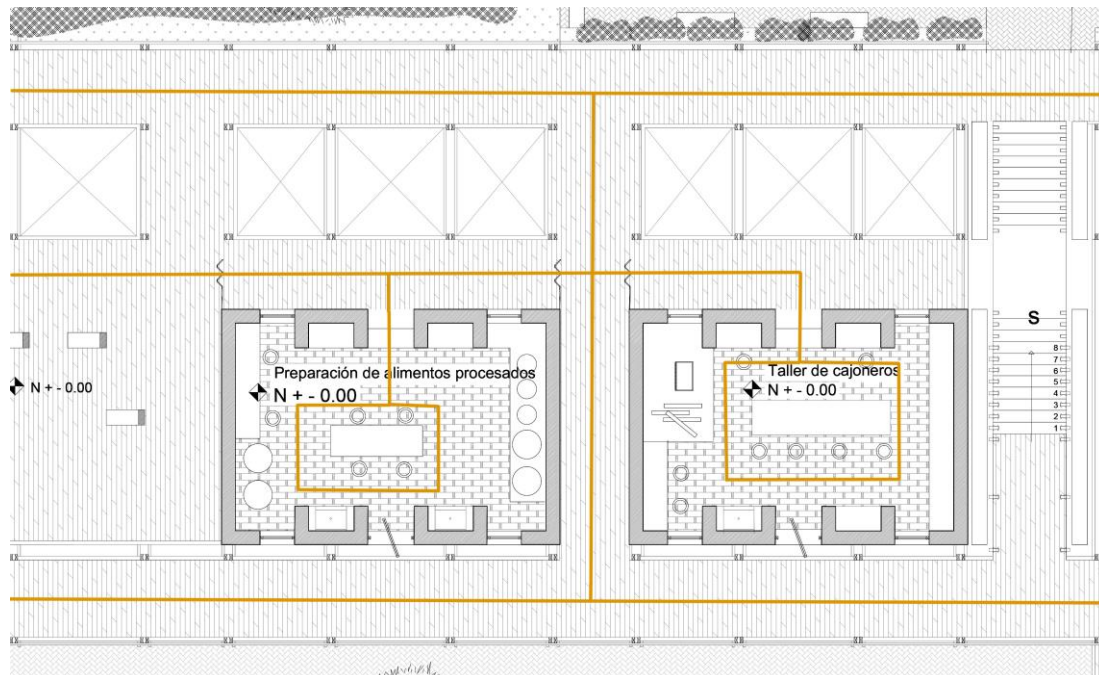 Preparación de alimentos procesados
N + - 0.00
Taller de cajoneros
N + - 0.00
N + - 0.00
S
8
7
6
5
4
3
2
1